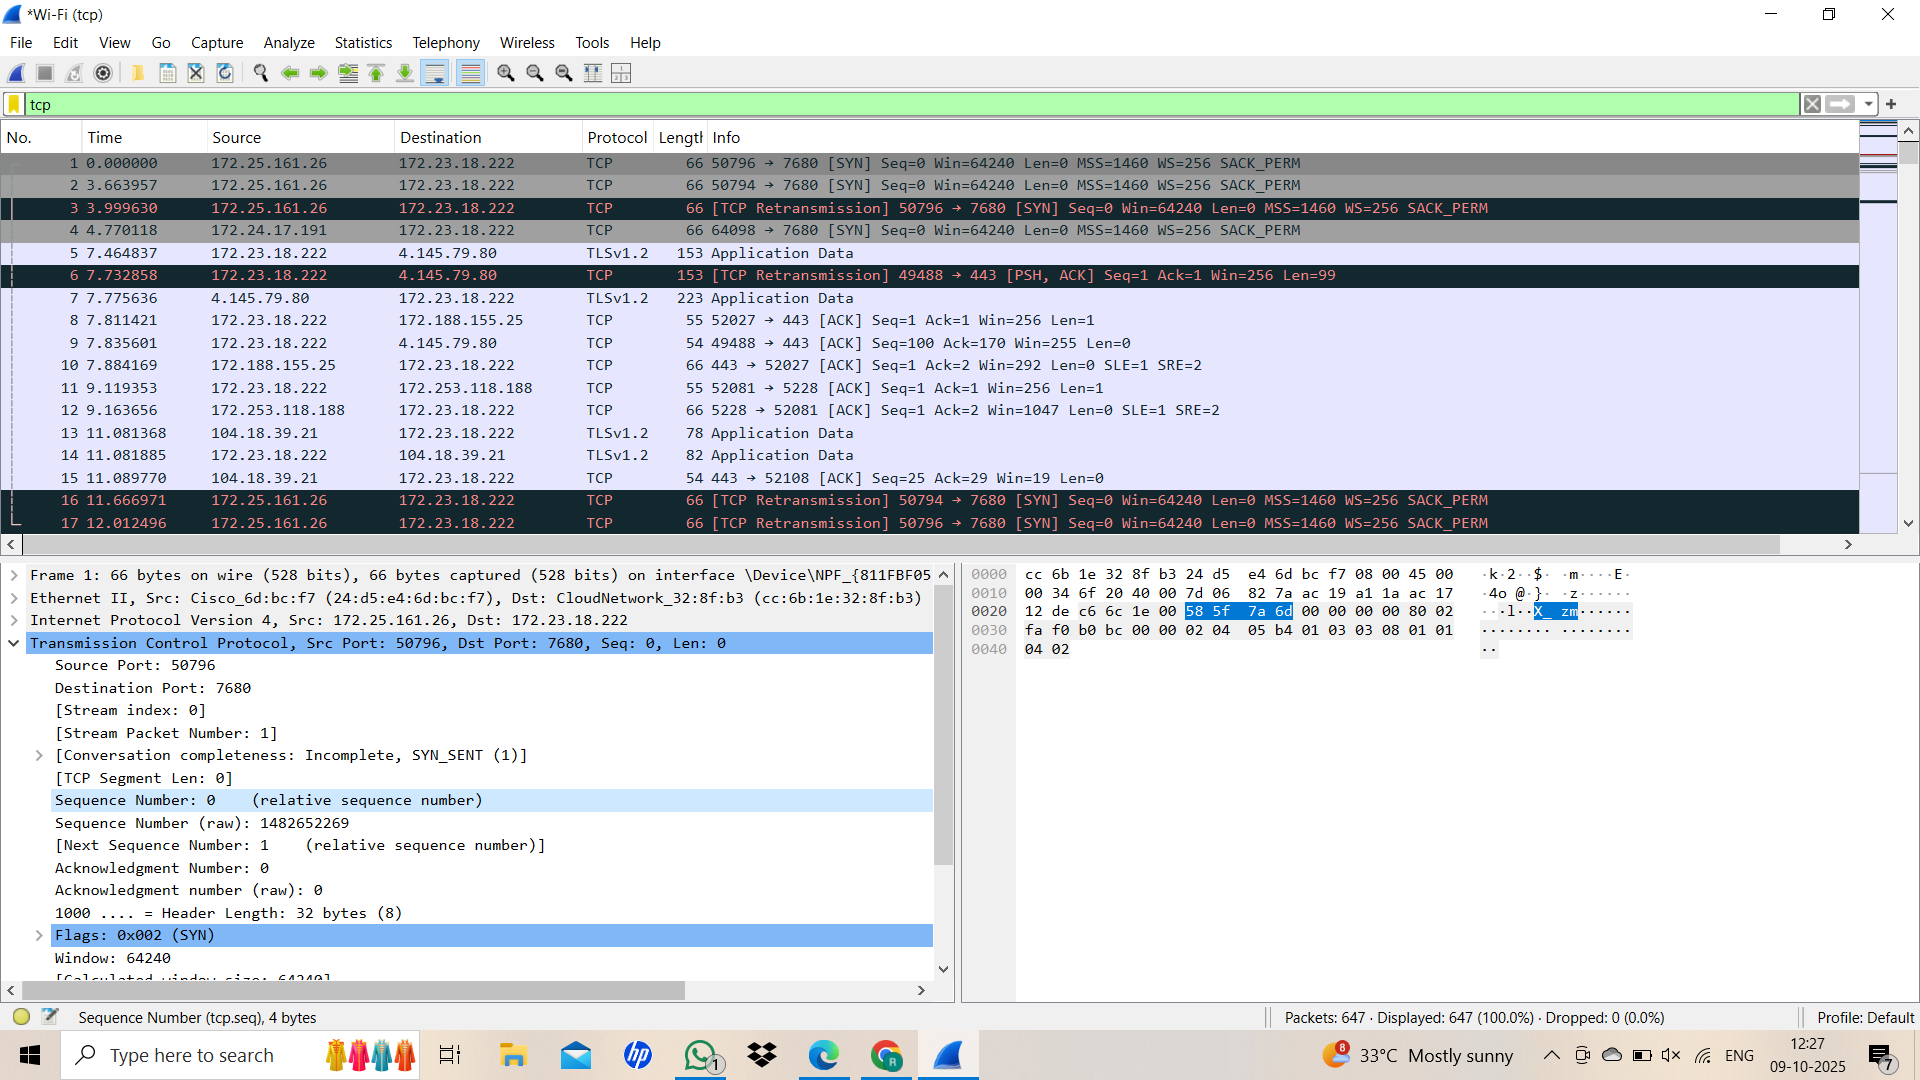 *Wi-Fi (tcp)
File Edit View Go Capture Analyze Statistics Telephony Wireless Tools Help
tcp
No. Time Source Destination Protocol Length Info
1 0.000000 172.25.161.26 172.23.18.222 TCP 66 50796 → 7680 [SYN] Seq=0 Win=64240 Len=0 MSS=1460 WS=256 SACK_PERM
2 3.663957 172.25.161.26 172.23.18.222 TCP 66 50794 → 7680 [SYN] Seq=0 Win=64240 Len=0 MSS=1460 WS=256 SACK_PERM
3 3.999630 172.25.161.26 172.23.18.222 TCP 66 [TCP Retransmission] 50796 → 7680 [SYN] Seq=0 Win=64240 Len=0 MSS=1460 WS=256 SACK_PERM
4 4.770118 172.24.17.191 172.23.18.222 TCP 66 64098 → 7680 [SYN] Seq=0 Win=64240 Len=0 MSS=1460 WS=256 SACK_PERM
5 7.464837 172.23.18.222 4.145.79.80 TLSv1.2 153 Application Data
6 7.732858 172.23.18.222 4.145.79.80 TCP 153 [TCP Retransmission] 49488 → 443 [PSH, ACK] Seq=1 Ack=1 Win=256 Len=99
7 7.775636 4.145.79.80 172.23.18.222 TLSv1.2 223 Application Data
8 7.811421 172.23.18.222 172.188.155.25 TCP 55 52027 → 443 [ACK] Seq=1 Ack=1 Win=256 Len=1
9 7.835601 172.23.18.222 4.145.79.80 TCP 54 49488 → 443 [ACK] Seq=100 Ack=170 Win=255 Len=0
10 7.884169 172.188.155.25 172.23.18.222 TCP 66 443 → 52027 [ACK] Seq=1 Ack=2 Win=292 Len=0 SLE=1 SRE=2
11 9.119353 172.23.18.222 172.253.118.188 TCP 55 52081 → 5228 [ACK] Seq=1 Ack=1 Win=256 Len=1
12 9.163656 172.253.118.188 172.23.18.222 TCP 66 5228 → 52081 [ACK] Seq=1 Ack=2 Win=1047 Len=0 SLE=1 SRE=2
13 11.081368 104.18.39.21 172.23.18.222 TLSv1.2 78 Application Data
14 11.081885 172.23.18.222 104.18.39.21 TLSv1.2 82 Application Data
15 11.089770 104.18.39.21 172.23.18.222 TCP 54 443 → 52108 [ACK] Seq=25 Ack=29 Win=19 Len=0
16 11.666971 172.25.161.26 172.23.18.222 TCP 66 [TCP Retransmission] 50794 → 7680 [SYN] Seq=0 Win=64240 Len=0 MSS=1460 WS=256 SACK_PERM
17 12.012496 172.25.161.26 172.23.18.222 TCP 66 [TCP Retransmission] 50796 → 7680 [SYN] Seq=0 Win=64240 Len=0 MSS=1460 WS=256 SACK_PERM
Frame 1: 66 bytes on wire (528 bits), 66 bytes captured (528 bits) on interface \Device\NPF_{811FBF05
Ethernet II, Src: Cisco_6d:bc:f7 (24:d5:e4:6d:bc:f7), Dst: CloudNetwork_32:8f:b3 (cc:6b:1e:32:8f:b3)
Internet Protocol Version 4, Src: 172.25.161.26, Dst: 172.23.18.222
Transmission Control Protocol, Src Port: 50796, Dst Port: 7680, Seq: 0, Len: 0
Source Port: 50796
Destination Port: 7680
[Stream index: 0]
[Stream Packet Number: 1]
[Conversation completeness: Incomplete, SYN_SENT (1)]
[TCP Segment Len: 0]
Sequence Number: 0 (relative sequence number)
Sequence Number (raw): 1482652269
[Next Sequence Number: 1 (relative sequence number)]
Acknowledgment Number: 0
Acknowledgment number (raw): 0
1000 .... = Header Length: 32 bytes (8)
Flags: 0x002 (SYN)
Window: 64240
[Calculated window size: 64240]
0000 cc 6b 1e 32 8f b3 24 d5 e4 6d bc f7 08 00 45 00 ·k·2··$· ·m····E·
0010 00 34 6f 20 40 00 7d 06 82 7a ac 19 a1 1a ac 17 ·4o @·}· ·z······
0020 12 de c6 6c 1e 00 58 5f 7a 6d 00 00 00 00 80 02 ···l··X_ zm······
0030 fa f0 b0 bc 00 00 02 04 05 b4 01 03 03 08 01 01 ········ ········
0040 04 02 ··
Sequence Number (tcp.seq), 4 bytes
Packets: 647 · Displayed: 647 (100.0%) · Dropped: 0 (0.0%)
Profile: Default
Type here to search
hp
1
R
8
33°C Mostly sunny
ENG
12:27
09-10-2025
7